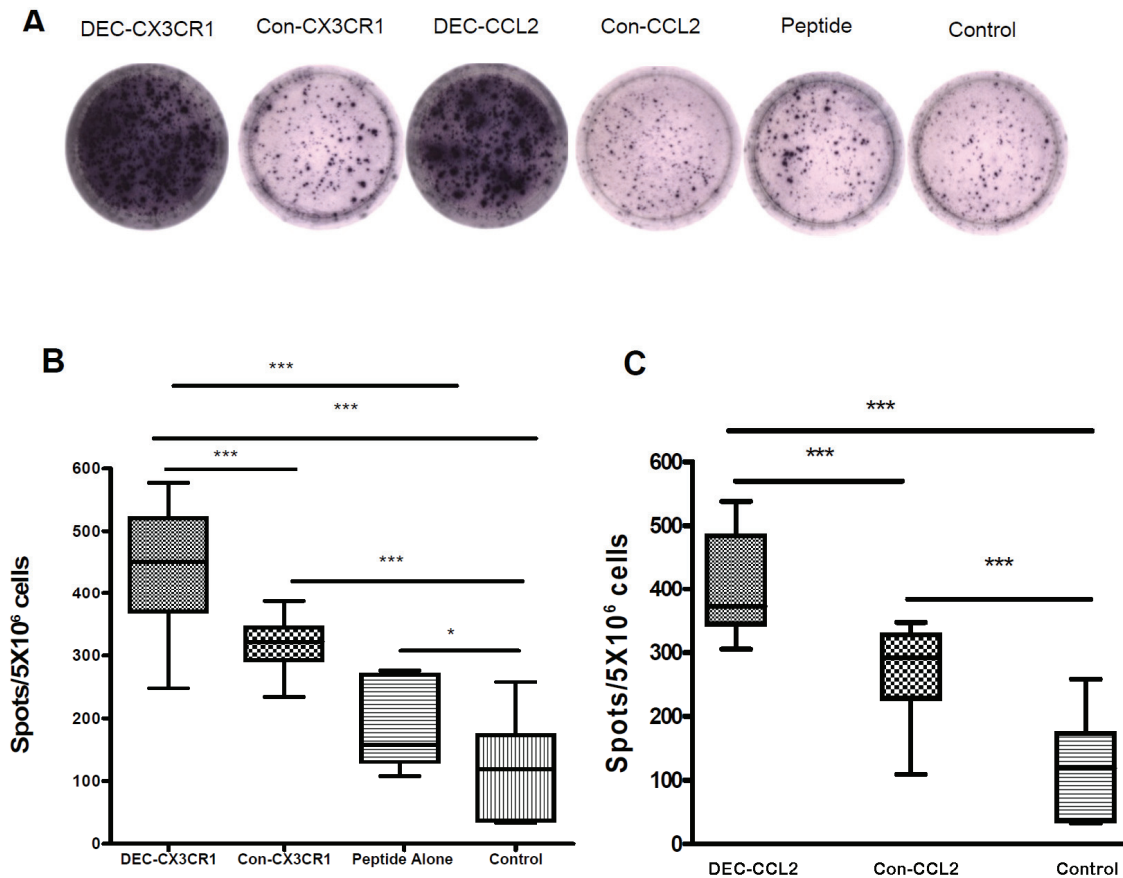 A
DEC-CX3CR1 Con-CX3CR1 DEC-CCL2 Con-CCL2 Peptide Control
B
***
***
***
***
*
Spots/5X10⁶ cells
600
500
400
300
200
100
0
DEC-CX3CR1 Con-CX3CR1 Peptide Alone Control
C
***
***
***
Spots/5X10⁶ cells
600
500
400
300
200
100
0
DEC-CCL2 Con-CCL2 Control